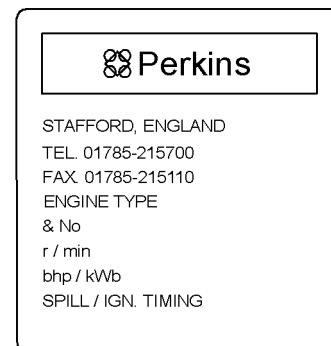 Perkins
STAFFORD, ENGLAND
TEL. 01785-215700
FAX. 01785-215110
ENGINE TYPE
& No
r / min
bhp / kWb
SPILL / IGN. TIMING